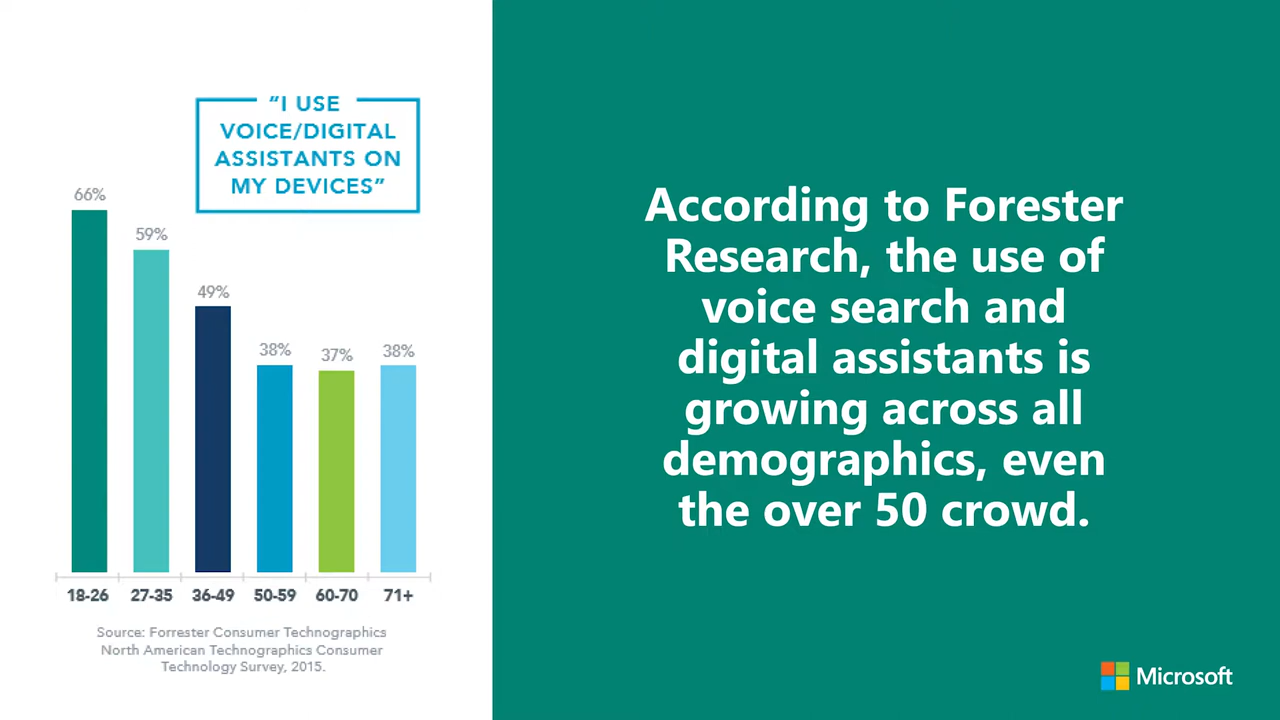 "I USE
VOICE/DIGITAL
ASSISTANTS ON
MY DEVICES"
66%
59%
49%
38%
37%
38%
18-26
27-35
36-49
50-59
60-70
71+
Source: Forrester Consumer Technographics
North American Technographics Consumer
Technology Survey, 2015.
According to Forester
Research, the use of
voice search and
digital assistants is
growing across all
demographics, even
the over 50 crowd.
Microsoft